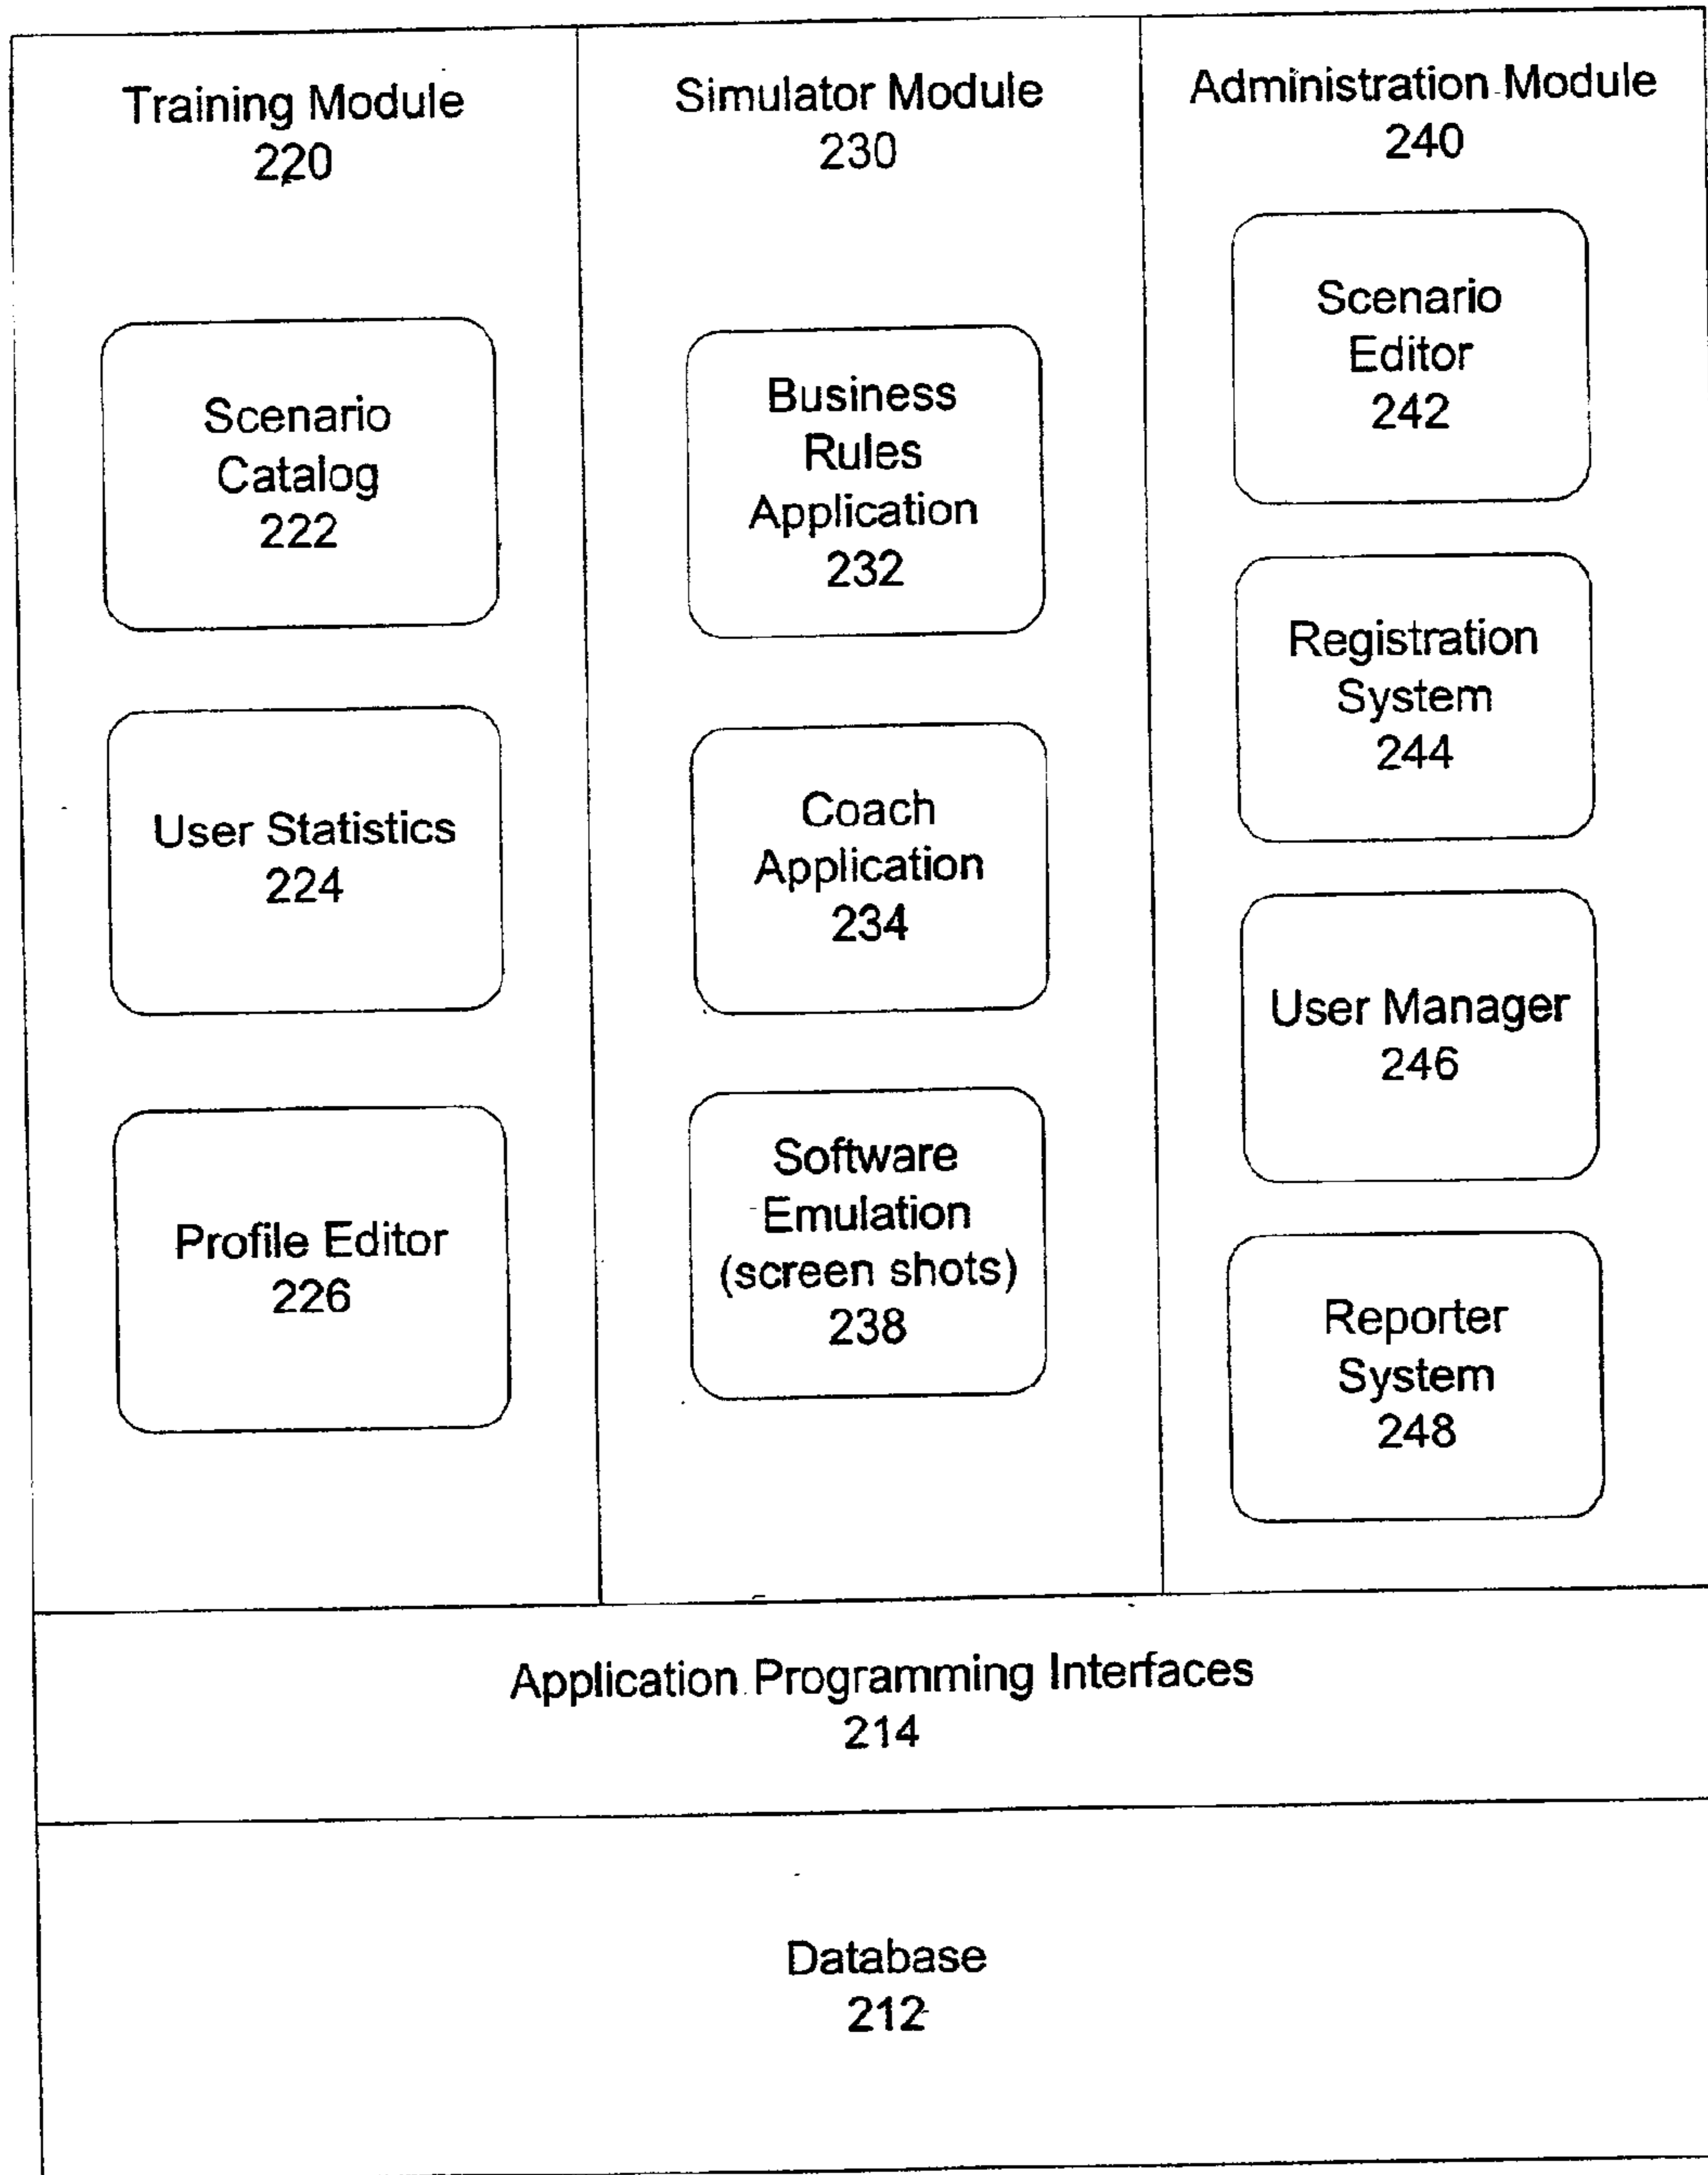 Training Module
220
Scenario
Catalog
222
User Statistics
224
Profile Editor
226
Simulator Module
230
Business
Rules
Application
232
Coach
Application
234
Software
Emulation
(screen shots)
238
Administration Module
240
Scenario
Editor
242
Registration
System
244
User Manager
246
Reporter
System
248
Application Programming Interfaces
214
Database
212